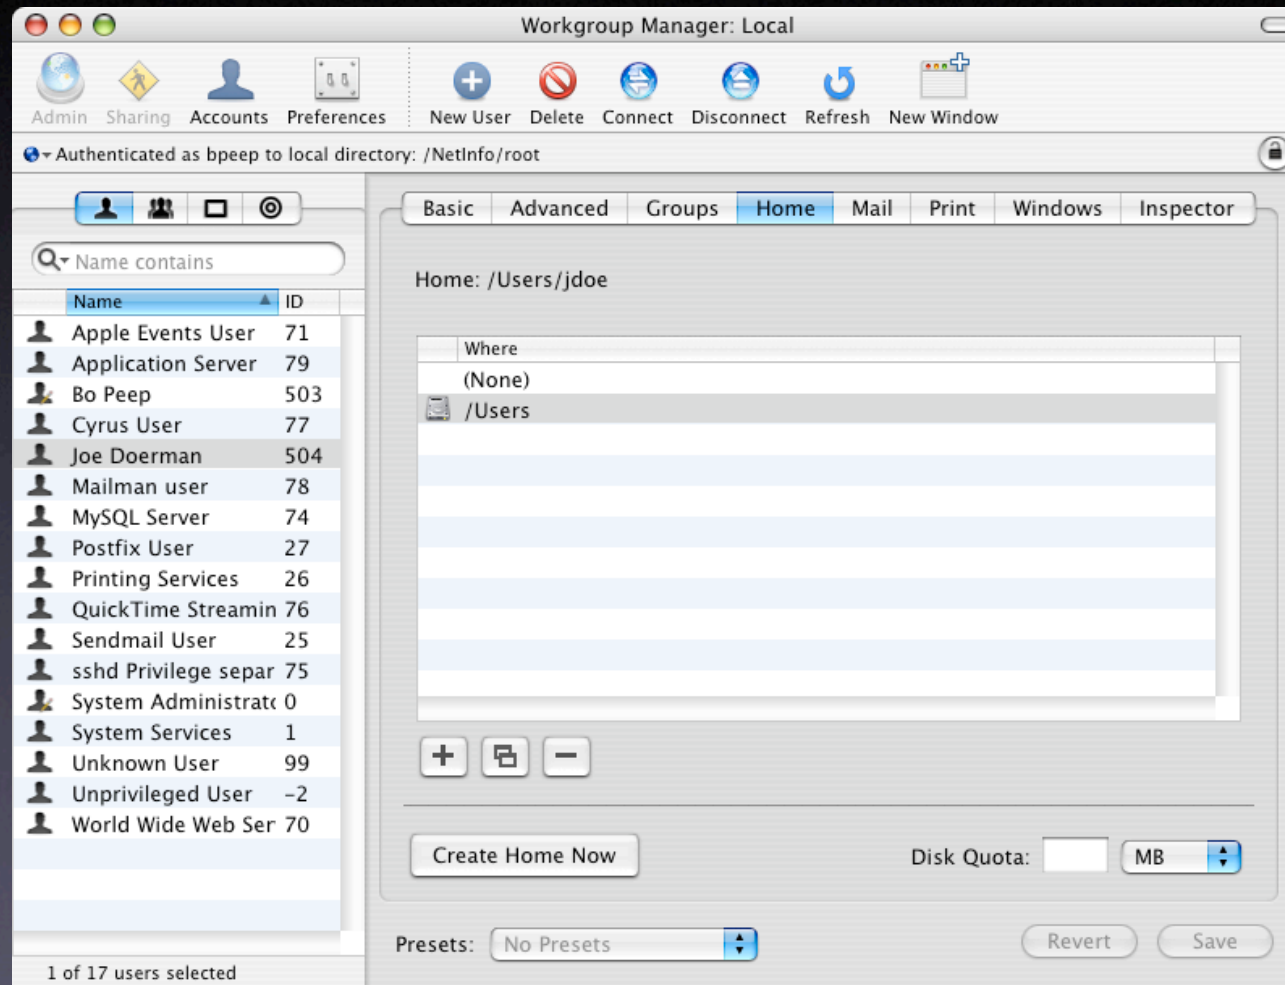 Workgroup Manager: Local
Admin Sharing Accounts Preferences New User Delete Connect Disconnect Refresh New Window
Authenticated as bpeep to local directory: /NetInfo/root
Name contains
Name ID
Apple Events User 71
Application Server 79
Bo Peep 503
Cyrus User 77
Joe Doerman 504
Mailman user 78
MySQL Server 74
Postfix User 27
Printing Services 26
QuickTime Streamin 76
Sendmail User 25
sshd Privilege separ 75
System Administrat 0
System Services 1
Unknown User 99
Unprivileged User -2
World Wide Web Ser 70
1 of 17 users selected
Basic Advanced Groups Home Mail Print Windows Inspector
Home: /Users/jdoe
Where
(None)
/Users
Create Home Now
Disk Quota: MB
Presets: No Presets
Revert Save